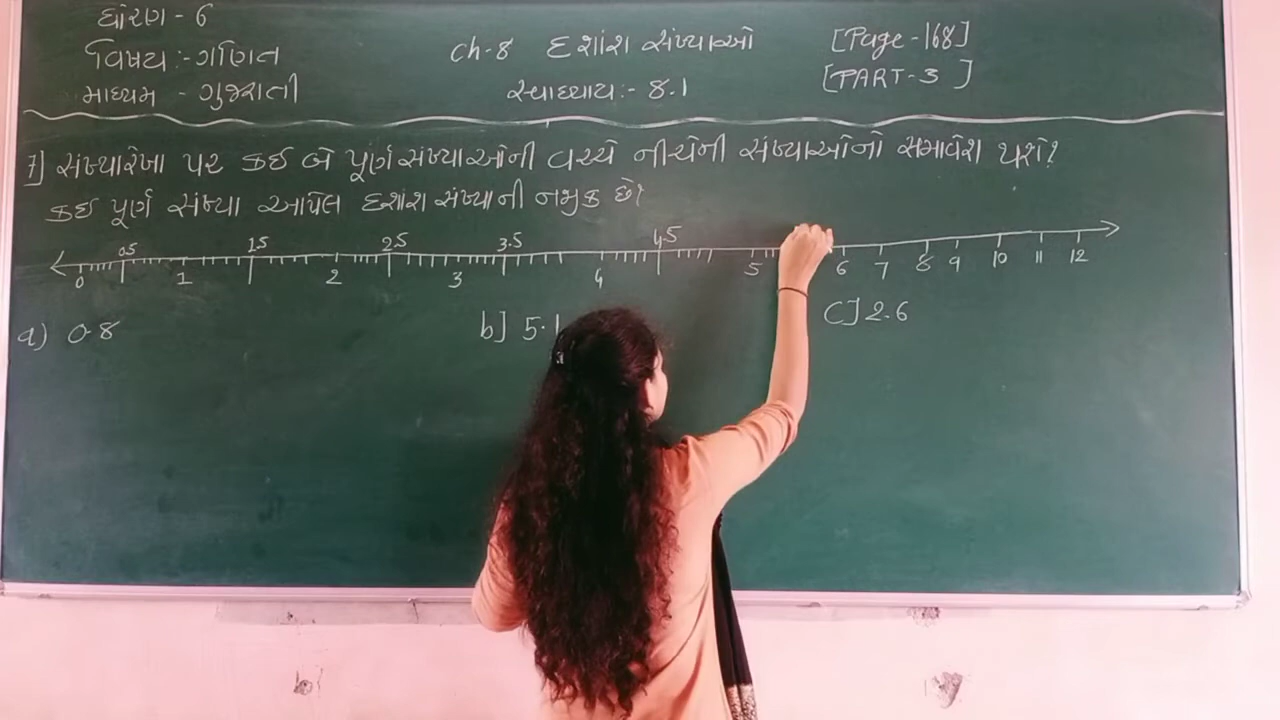 ધોરણ - 6
વિષય :- ગણિત
માધ્યમ - ગુજરાતી
ch-8 દશાંશ સંખ્યાઓ
સ્વાધ્યાય :- 8.1
[Page-168]
[PART-3]
7] સંખ્યારેખા પર કઈ બે પૂર્ણ સંખ્યાઓની વચ્ચે નીચેની સંખ્યાઓનો સમાવેશ થશે?
કઈ પૂર્ણ સંખ્યા આપેલ દશાંશ સંખ્યાની નજીક છે?
0.5 1.5 2.5 3.5 4.5
0 1 2 3 4 5 6 7 8 9 10 11 12
a) 0.8 b] 5.1 C] 2.6